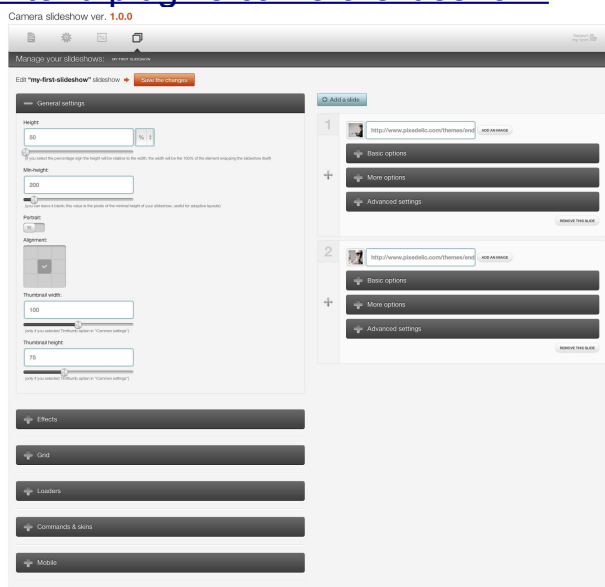 Camera slideshow ver. 1.0.0
Manage your slideshows: MY FIRST SLIDESHOW
Edit "my-first-slideshow" slideshow
Save the changes
General settings
Height:
50
%
(if you select the percentage sign the height will be relative to the width, the width will be the 100% of the element wrapping the slideshow itself)
Min-height:
200
(you can leave it blank, this value is the pixels of the minimal height of your slideshow, useful for adaptive layouts)
Portrait:
Alignment:
Thumbnail width:
100
(only if you selected Timthumb option in "Common settings")
Thumbnail height:
75
(only if you selected Timthumb option in "Common settings")
Effects
Grid
Loaders
Commands & skins
Mobile
Add a slide
1
http://www.pixedelic.com/themes/end
ADD AN IMAGE
Basic options
More options
Advanced settings
REMOVE THIS SLIDE
2
http://www.pixedelic.com/themes/end
ADD AN IMAGE
Basic options
More options
Advanced settings
REMOVE THIS SLIDE